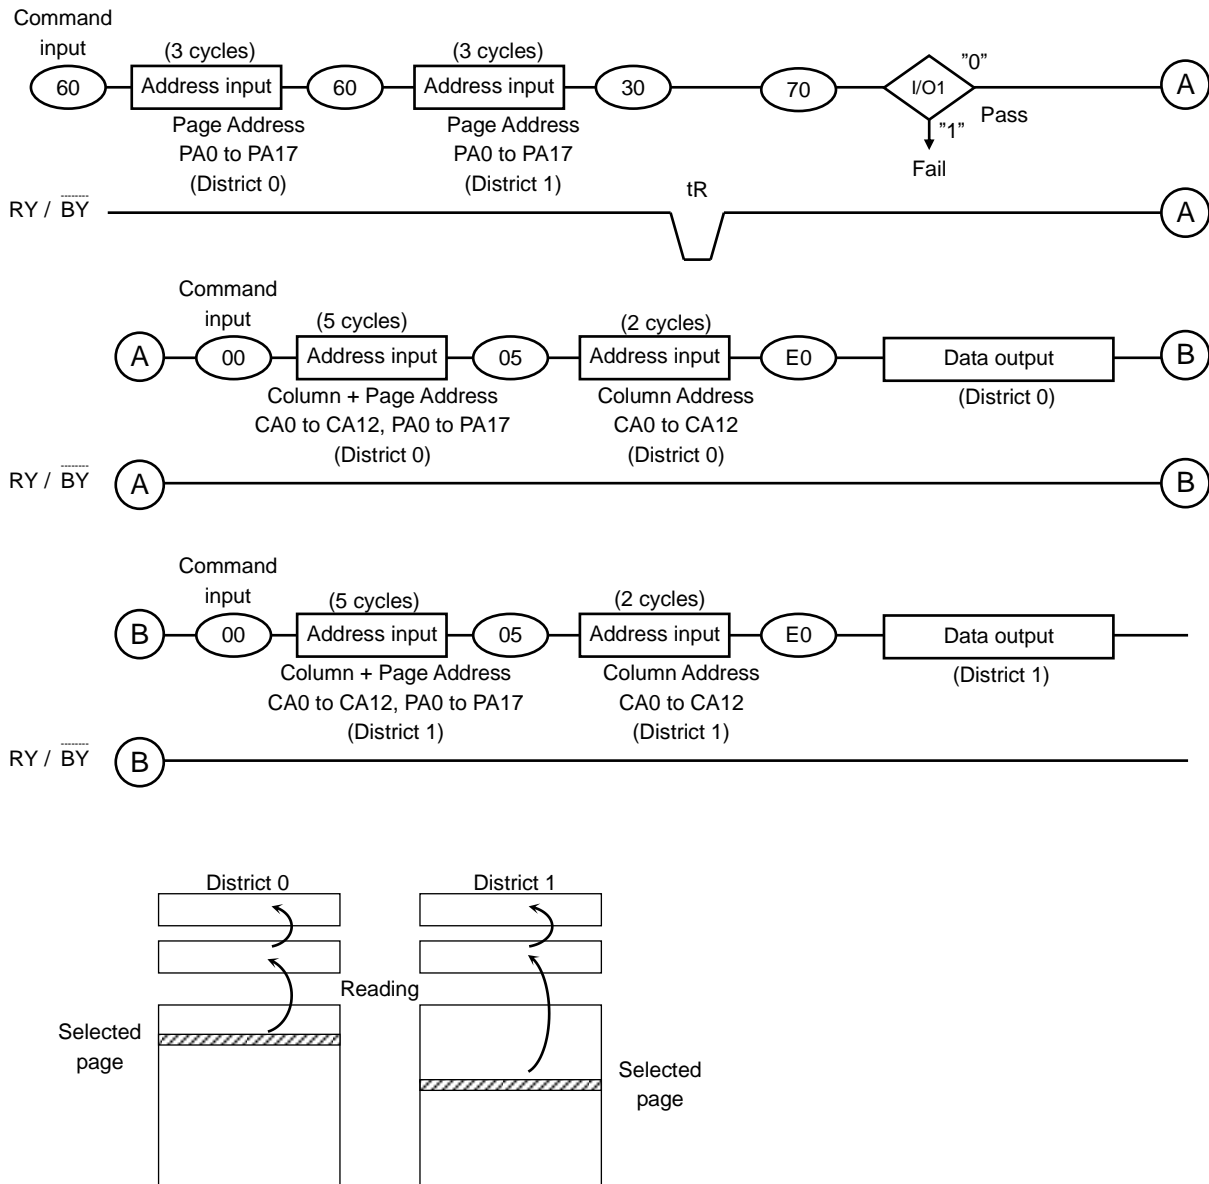 Command
input
(3 cycles)
(3 cycles)
60
Address input
60
Address input
30
70
I/O1
"0"
Pass
"1"
Fail
A
Page Address
PA0 to PA17
(District 0)
Page Address
PA0 to PA17
(District 1)
tR
RY / BY
A
Command
input
(5 cycles)
(2 cycles)
A
00
Address input
05
Address input
E0
Data output
B
Column + Page Address
CA0 to CA12, PA0 to PA17
(District 0)
Column Address
CA0 to CA12
(District 0)
(District 0)
RY / BY
A
B
Command
input
(5 cycles)
(2 cycles)
B
00
Address input
05
Address input
E0
Data output
Column + Page Address
CA0 to CA12, PA0 to PA17
(District 1)
Column Address
CA0 to CA12
(District 1)
(District 1)
RY / BY
B
District 0
District 1
Reading
Selected
page
Selected
page